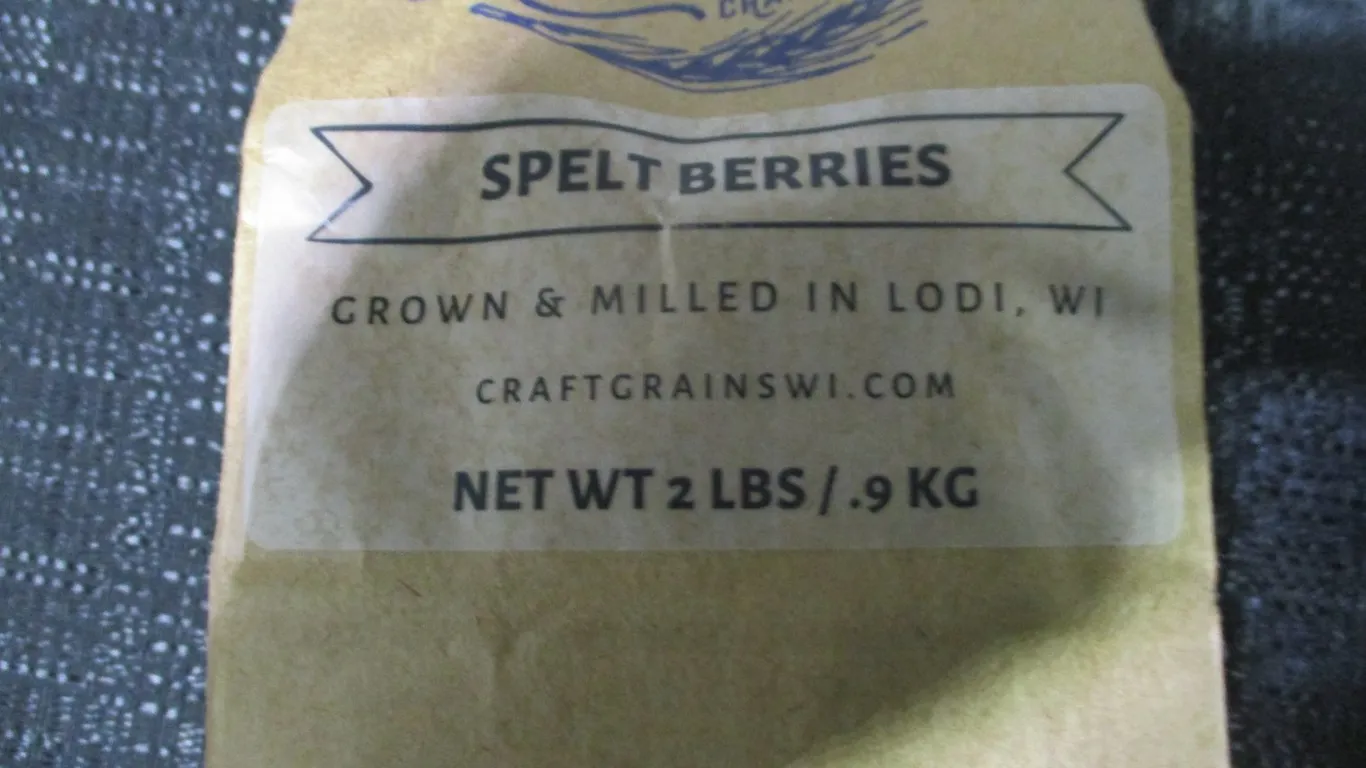 SPELT BERRIES
GROWN & MILLED IN LODI, WI
CRAFTGRAINSWI.COM
NET WT 2 LBS / .9 KG